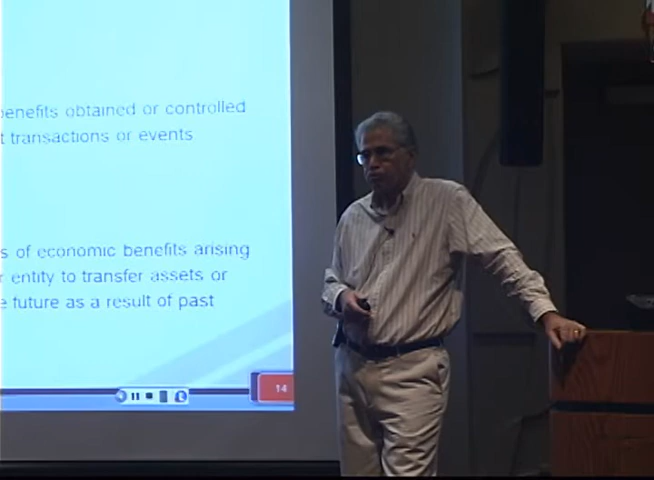 benefits obtained or controlled
t transactions or events
s of economic benefits arising
r entity to transfer assets or
e future as a result of past
14